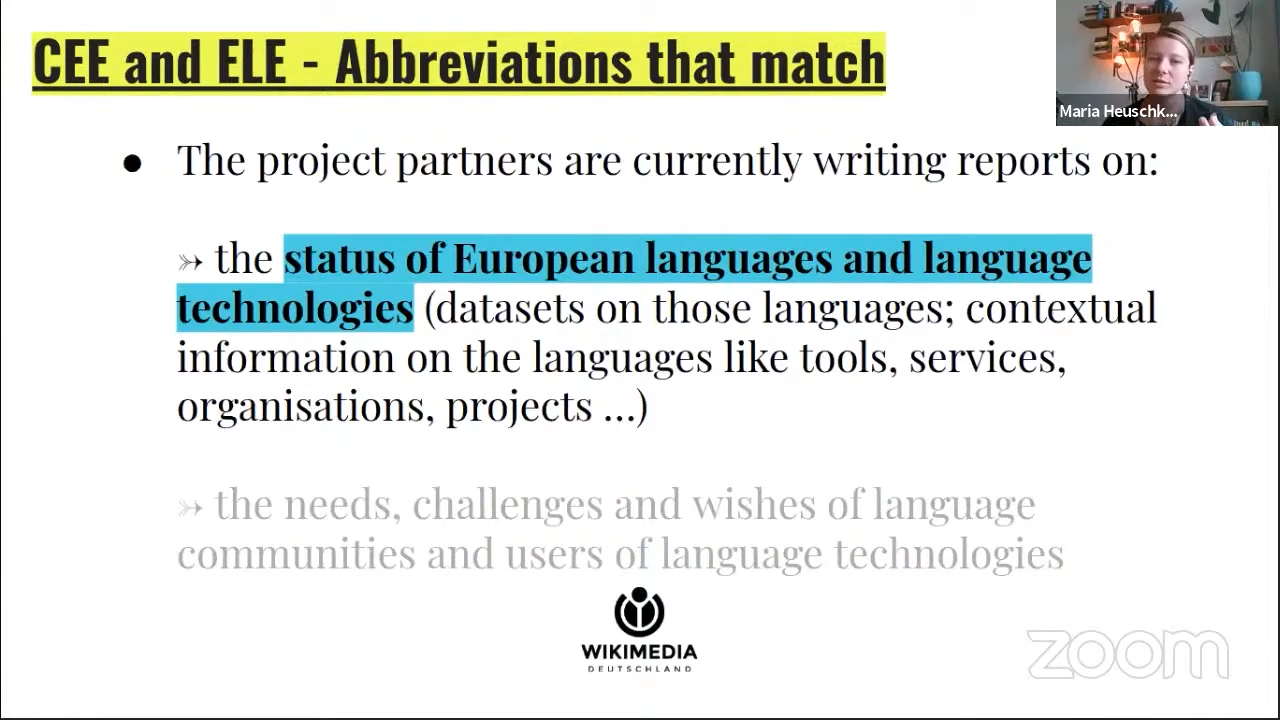 CEE and ELE - Abbreviations that match
Maria Heuschk...
● The project partners are currently writing reports on:
⤐ the status of European languages and language
technologies (datasets on those languages; contextual
information on the languages like tools, services,
organisations, projects ...)
⤐ the needs, challenges and wishes of language
communities and users of language technologies
WIKIMEDIA
DEUTSCHLAND
zoom